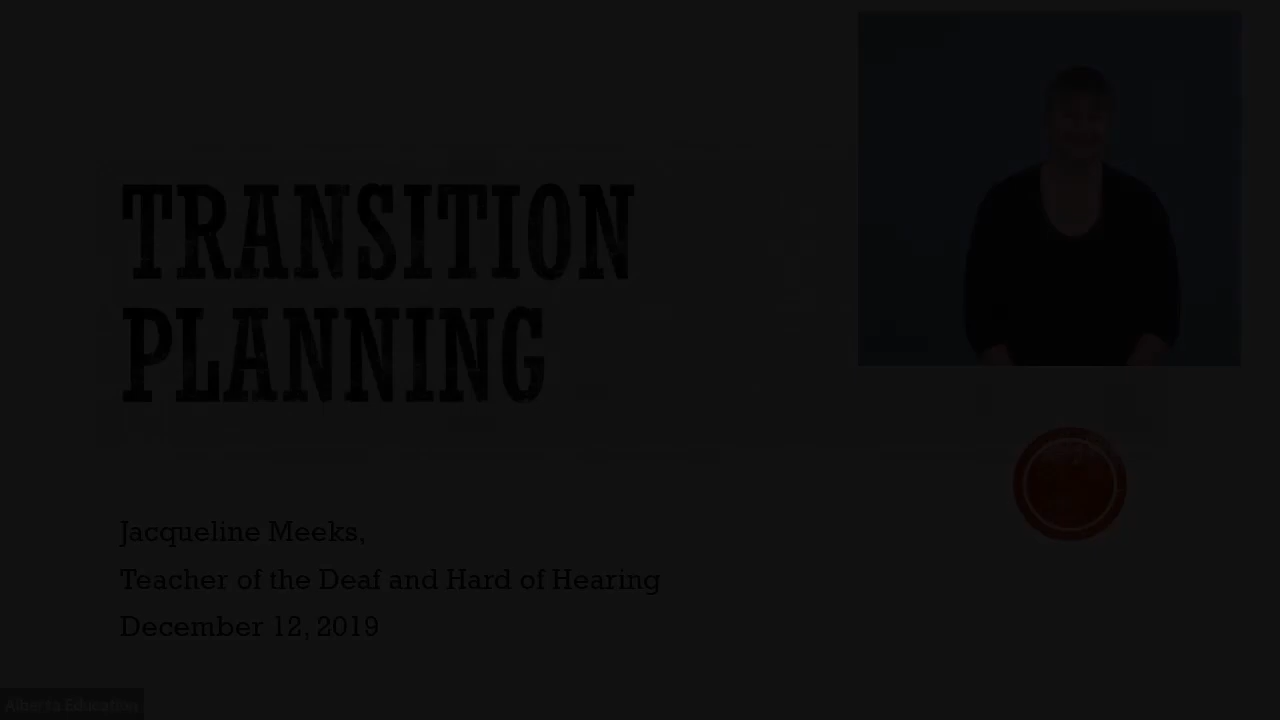 TRANSITION
PLANNING
Jacqueline Meeks,
Teacher of the Deaf and Hard of Hearing
December 12, 2019
Alberta Education